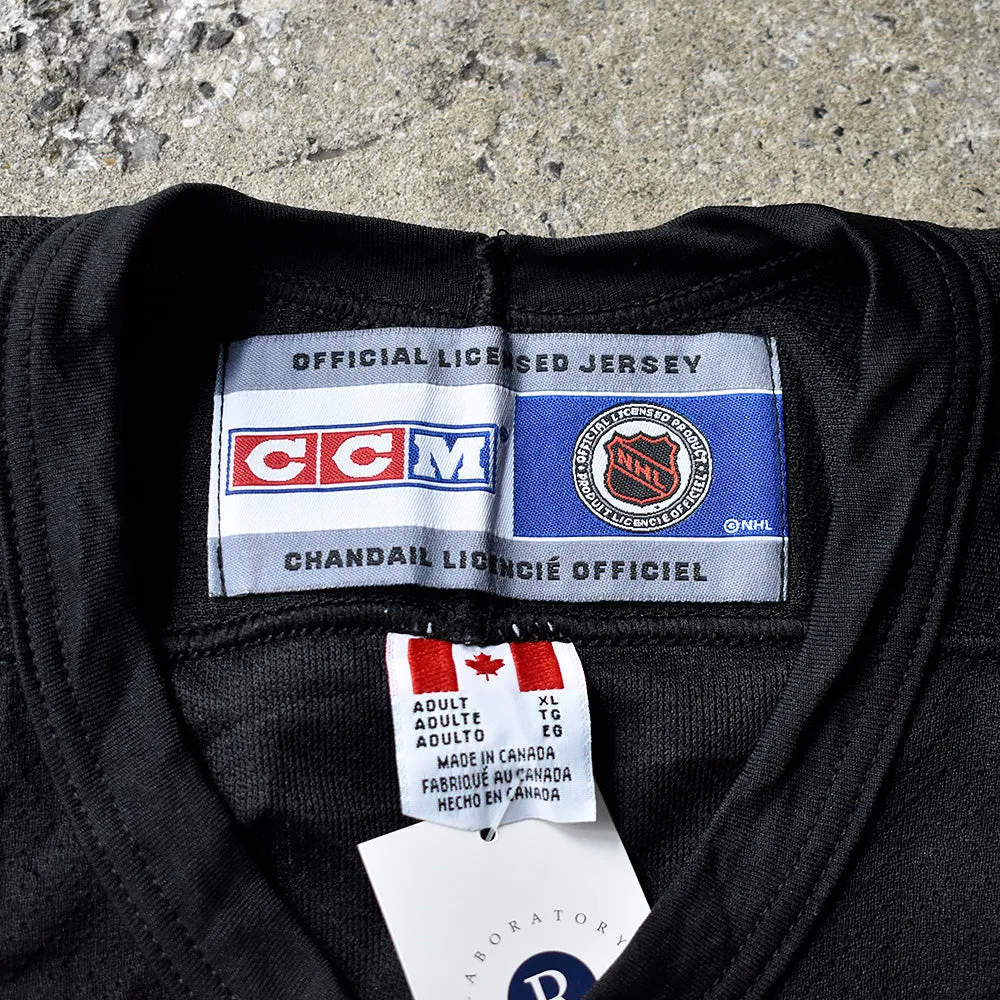 OFFICIAL LICENSED JERSEY
CCM®
OFFICIAL LICENSED PRODUCT
NHL
PRODUIT LICENCIÉ OFFICIEL
©NHL
CHANDAIL LICENCIÉ OFFICIEL
ADULT XL
ADULTE TG
ADULTO EG
MADE IN CANADA
FABRIQUÉ AU CANADA
HECHO EN CANADA
ABORATORY